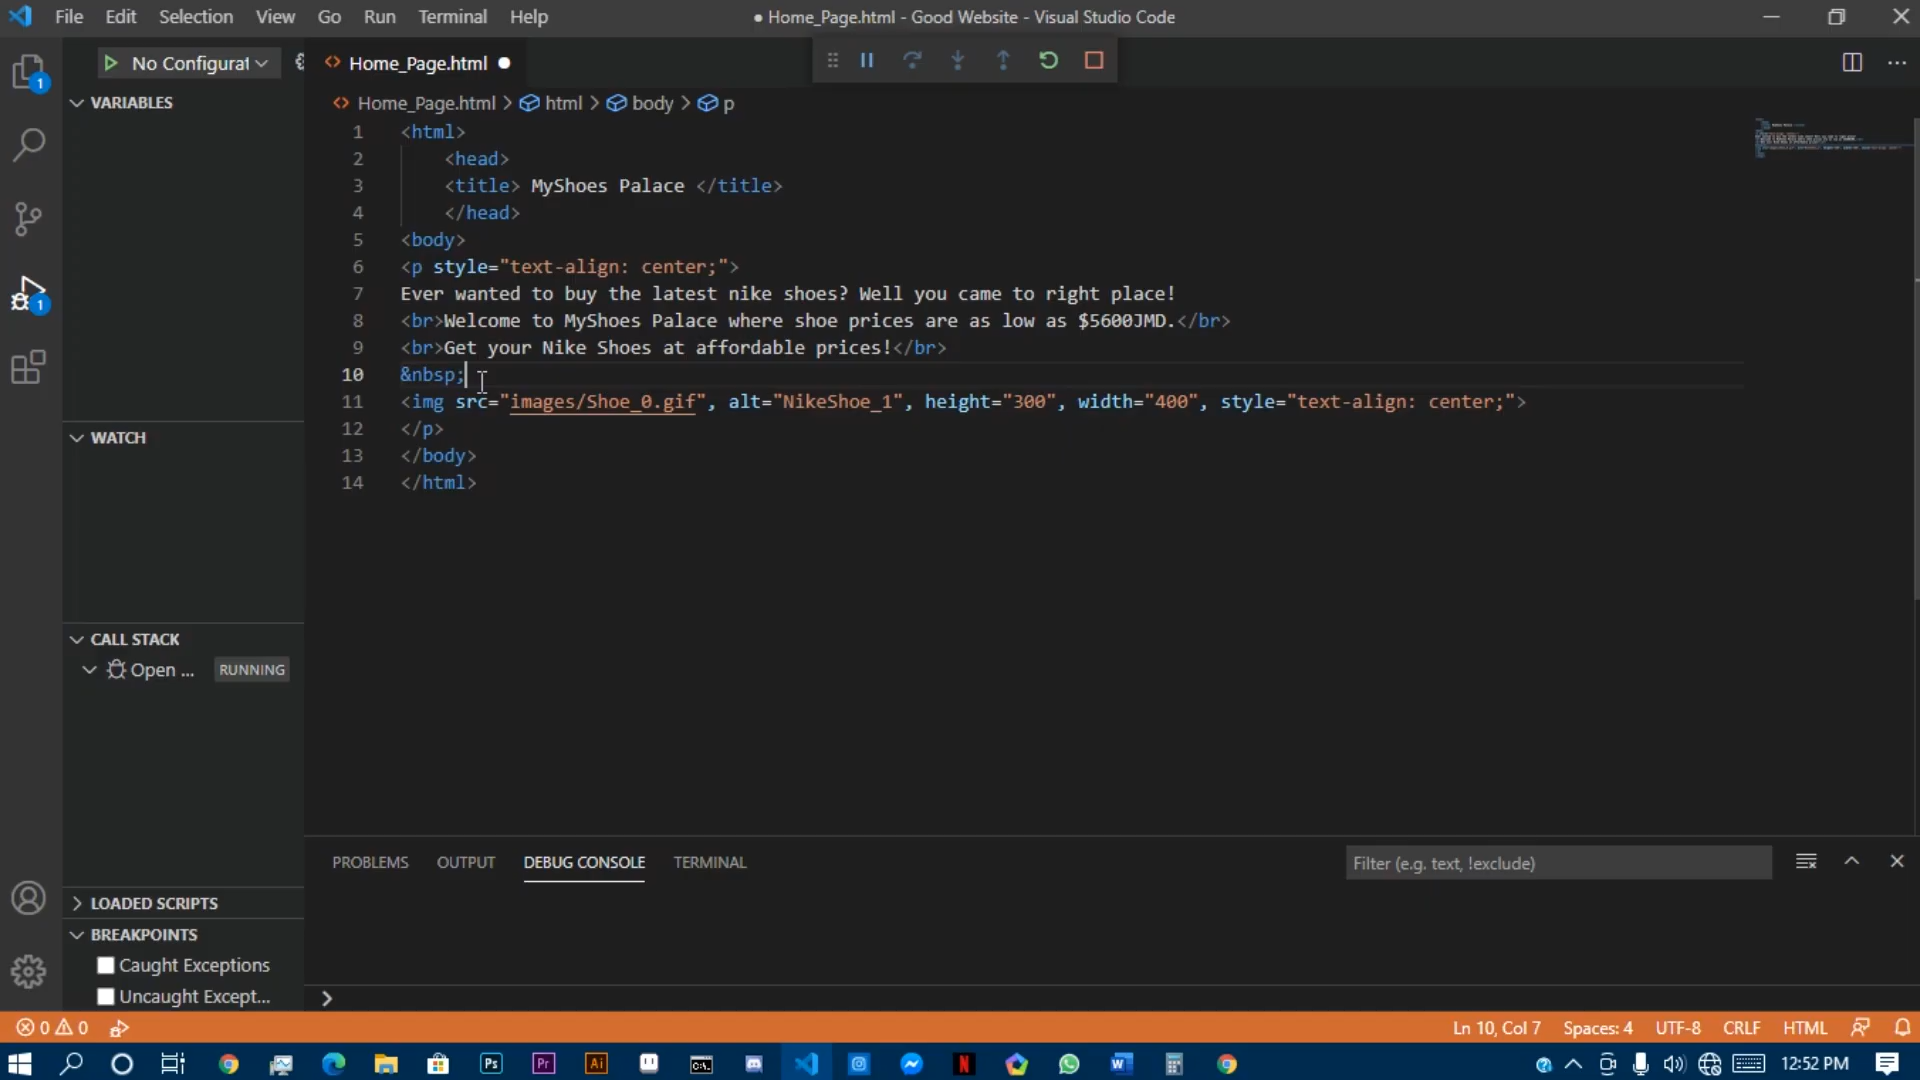 File Edit Selection View Go Run Terminal Help
● Home_Page.html - Good Website - Visual Studio Code
No Configurat
Home_Page.html ●
1
VARIABLES
Home_Page.html > html > body > p
1 <html>
2 <head>
3 <title> MyShoes Palace </title>
4 </head>
5 <body>
6 <p style="text-align: center;">
7 Ever wanted to buy the latest nike shoes? Well you came to right place!
8 <br>Welcome to MyShoes Palace where shoe prices are as low as $5600JMD.</br>
9 <br>Get your Nike Shoes at affordable prices!</br>
10 &nbsp;
11 <img src="images/Shoe_0.gif", alt="NikeShoe_1", height="300", width="400", style="text-align: center;">
12 </p>
13 </body>
14 </html>
1
WATCH
CALL STACK
Open ... RUNNING
LOADED SCRIPTS
BREAKPOINTS
Caught Exceptions
Uncaught Except...
PROBLEMS OUTPUT DEBUG CONSOLE TERMINAL
Filter (e.g. text, !exclude)
0 0
Ln 10, Col 7 Spaces: 4 UTF-8 CRLF HTML
Ps Pr Ai C:\ N W
12:52 PM